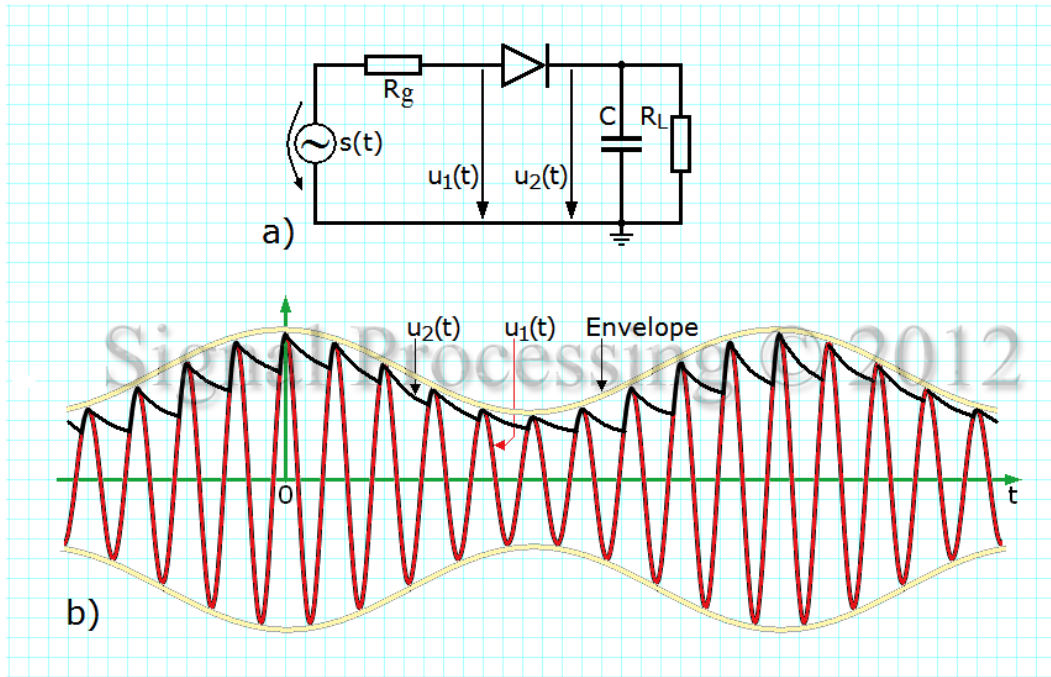 Rg
s(t)
C RL
u1(t) u2(t)
a)
Signal Processing © 2012
u2(t) u1(t) Envelope
0 t
b)